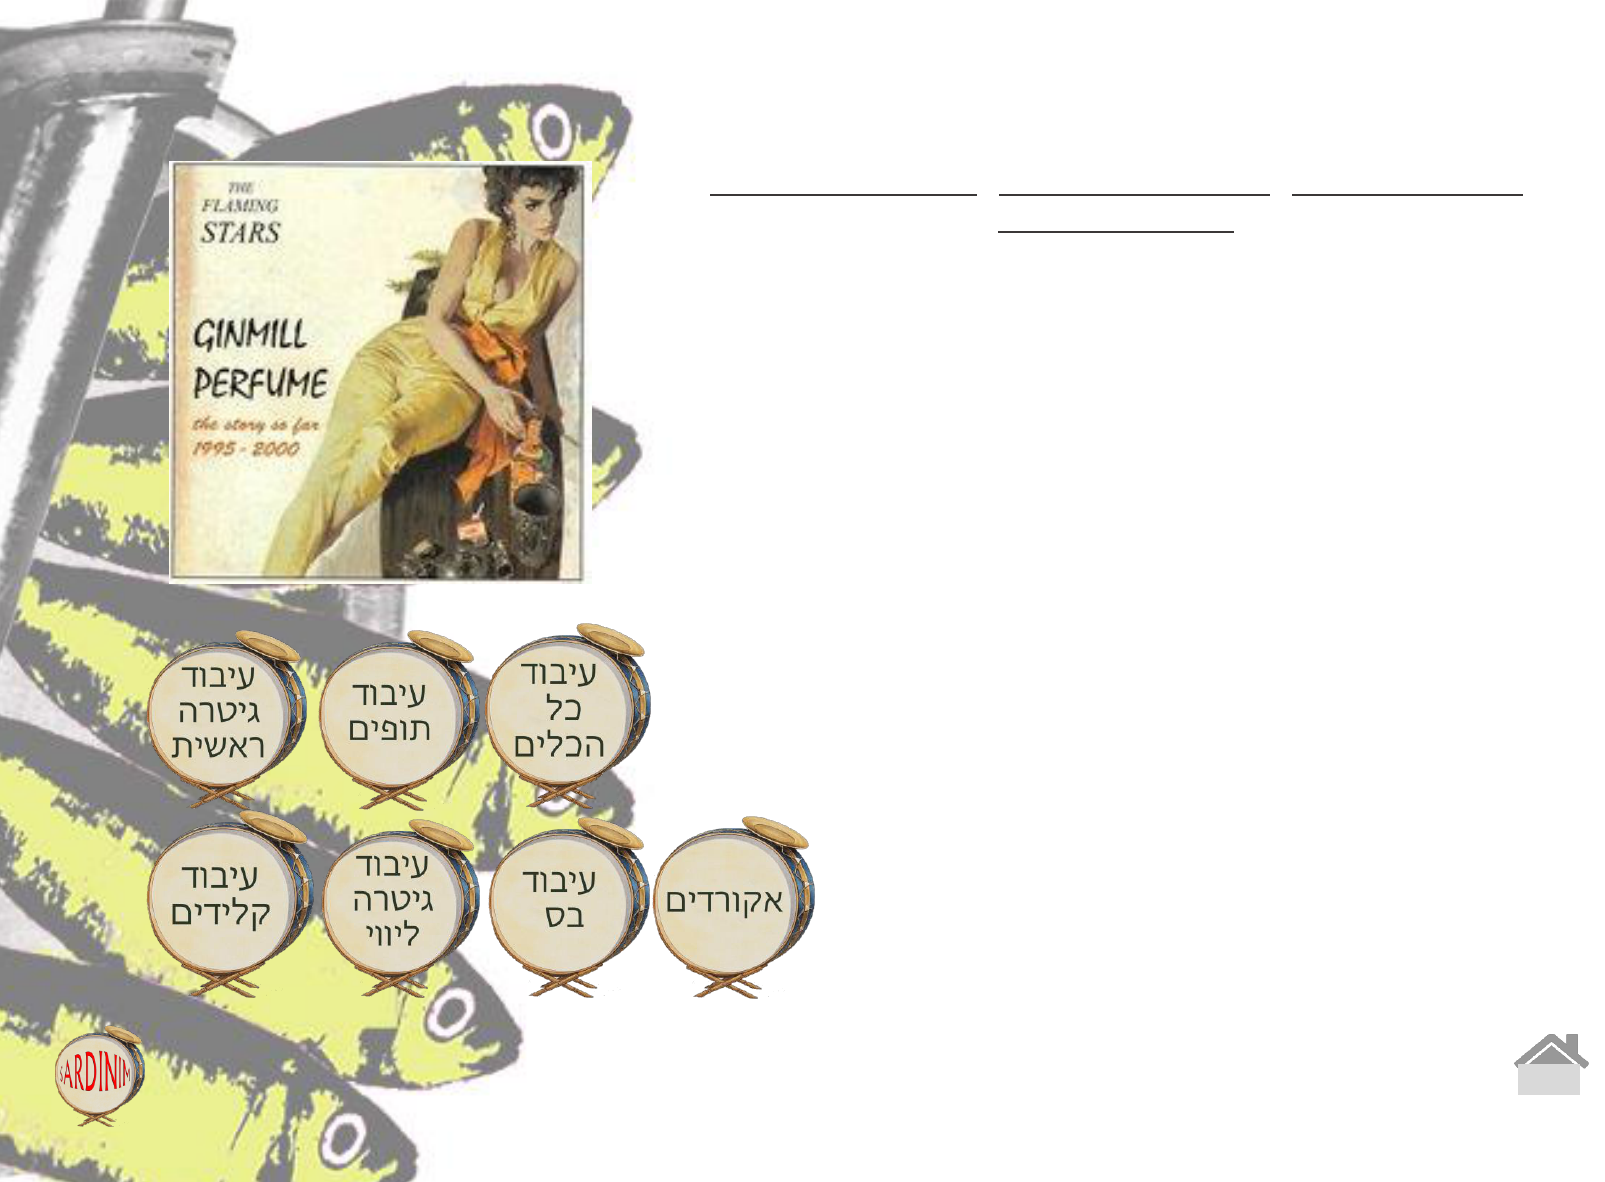 THE
FLAMING
STARS
GINMILL
PERFUME
the story so far
1995 - 2000
עיבוד
כל
הכלים
עיבוד
תופים
עיבוד
גיטרה
ראשית
אקורדים
עיבוד
בס
עיבוד
גיטרה
ליווי
עיבוד
קלידים
SARDINIM